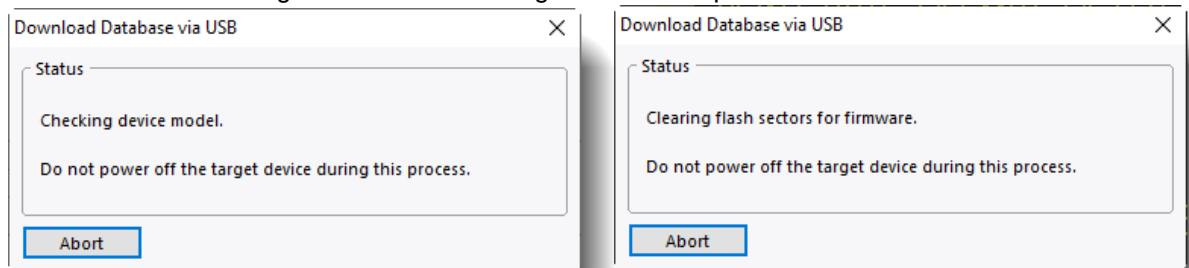 Download Database via USB
Status
Checking device model.
Do not power off the target device during this process.
Abort
Download Database via USB
Status
Clearing flash sectors for firmware.
Do not power off the target device during this process.
Abort